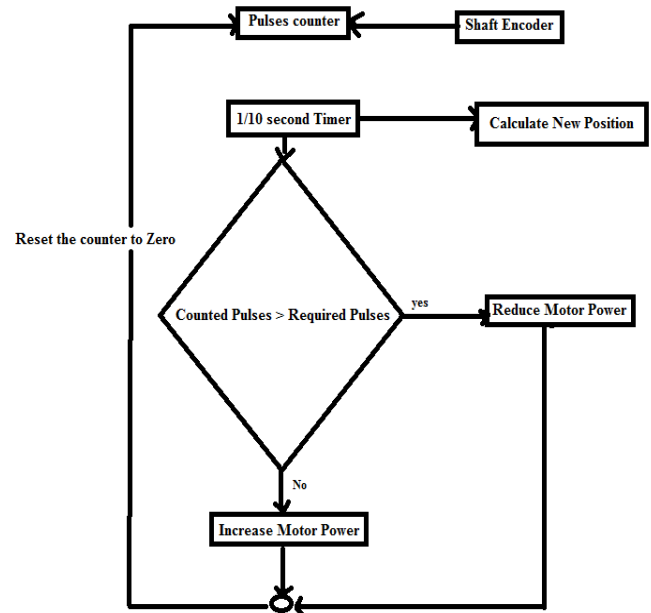 Pulses counter
Shaft Encoder
1/10 second Timer
Calculate New Position
Reset the counter to Zero
Counted Pulses > Required Pulses
yes
Reduce Motor Power
No
Increase Motor Power